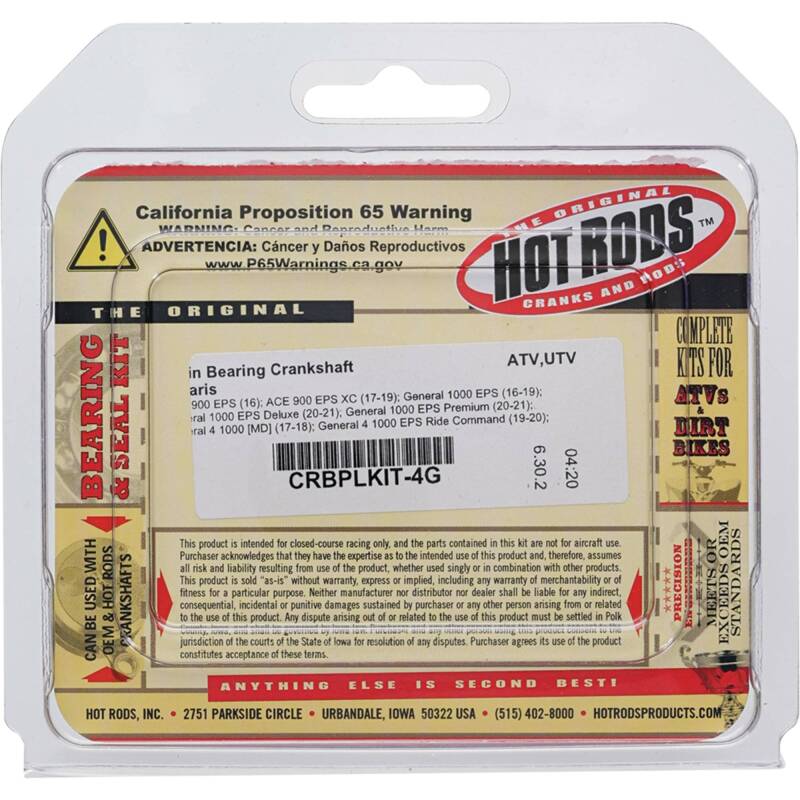 California Proposition 65 Warning
WARNING: Cancer and Reproductive Harm
ADVERTENCIA: Cáncer y Daños Reproductivos
www.P65Warnings.ca.gov
THE ORIGINAL
HOT RODS™
CRANKS AND RODS
THE ORIGINAL
BEARING
& SEAL KIT
COMPLETE
KITS FOR
ATVs
&
DIRT
BIKES
in Bearing Crankshaft
ATV,UTV
aris
900 EPS (16); ACE 900 EPS XC (17-19); General 1000 EPS (16-19);
ral 1000 EPS Deluxe (20-21); General 1000 EPS Premium (20-21);
ral 4 1000 [MD] (17-18); General 4 1000 EPS Ride Command (19-20);
CRBPLKIT-4G
6.30.2
04:20
CAN BE USED WITH
OEM & HOT RODS
CRANKSHAFTS
This product is intended for closed-course racing only, and the parts contained in this kit are not for aircraft use.
Purchaser acknowledges that they have the expertise as to the intended use of this product and, therefore, assumes
all risk and liability resulting from use of the product, whether used singly or in combination with other products.
This product is sold "as-is" without warranty, express or implied, including any warranty of merchantability or of
fitness for a particular purpose. Neither manufacturer nor distributor nor dealer shall be liable for any indirect,
consequential, incidental or punitive damages sustained by purchaser or any other person arising from or related
to the use of this product. Any dispute arising out of or related to the use of this product must be settled in Polk
County, Iowa, and shall be governed by Iowa law. Purchaser and any other person using this product consent to the
jurisdiction of the courts of the State of Iowa for resolution of any disputes. Purchaser agrees its use of the product
constitutes acceptance of these terms.
PRECISION
ENGINEERED
MEETS OR
EXCEEDS OEM
STANDARDS
ANYTHING ELSE IS SECOND BEST!
HOT RODS, INC. • 2751 PARKSIDE CIRCLE • URBANDALE, IOWA 50322 USA • (515) 402-8000 • HOTRODSPRODUCTS.COM